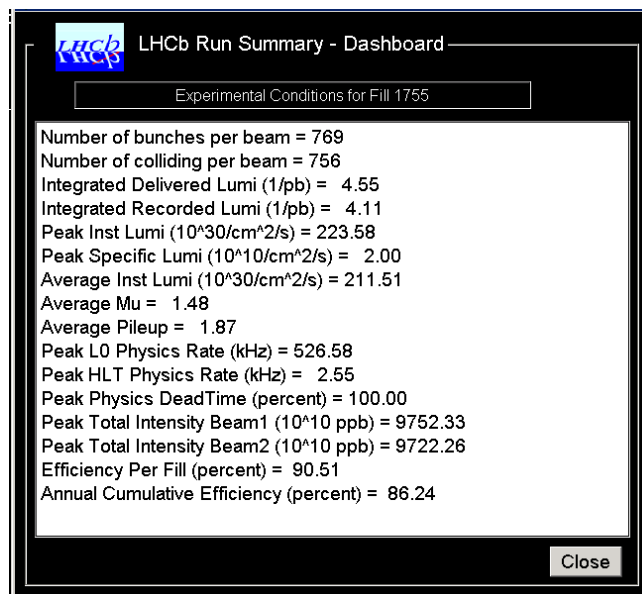 LHCb
LHCb Run Summary - Dashboard
Experimental Conditions for Fill 1755
Number of bunches per beam = 769
Number of colliding per beam = 756
Integrated Delivered Lumi (1/pb) = 4.55
Integrated Recorded Lumi (1/pb) = 4.11
Peak Inst Lumi (10^30/cm^2/s) = 223.58
Peak Specific Lumi (10^10/cm^2/s) = 2.00
Average Inst Lumi (10^30/cm^2/s) = 211.51
Average Mu = 1.48
Average Pileup = 1.87
Peak L0 Physics Rate (kHz) = 526.58
Peak HLT Physics Rate (kHz) = 2.55
Peak Physics DeadTime (percent) = 100.00
Peak Total Intensity Beam1 (10^10 ppb) = 9752.33
Peak Total Intensity Beam2 (10^10 ppb) = 9722.26
Efficiency Per Fill (percent) = 90.51
Annual Cumulative Efficiency (percent) = 86.24
Close